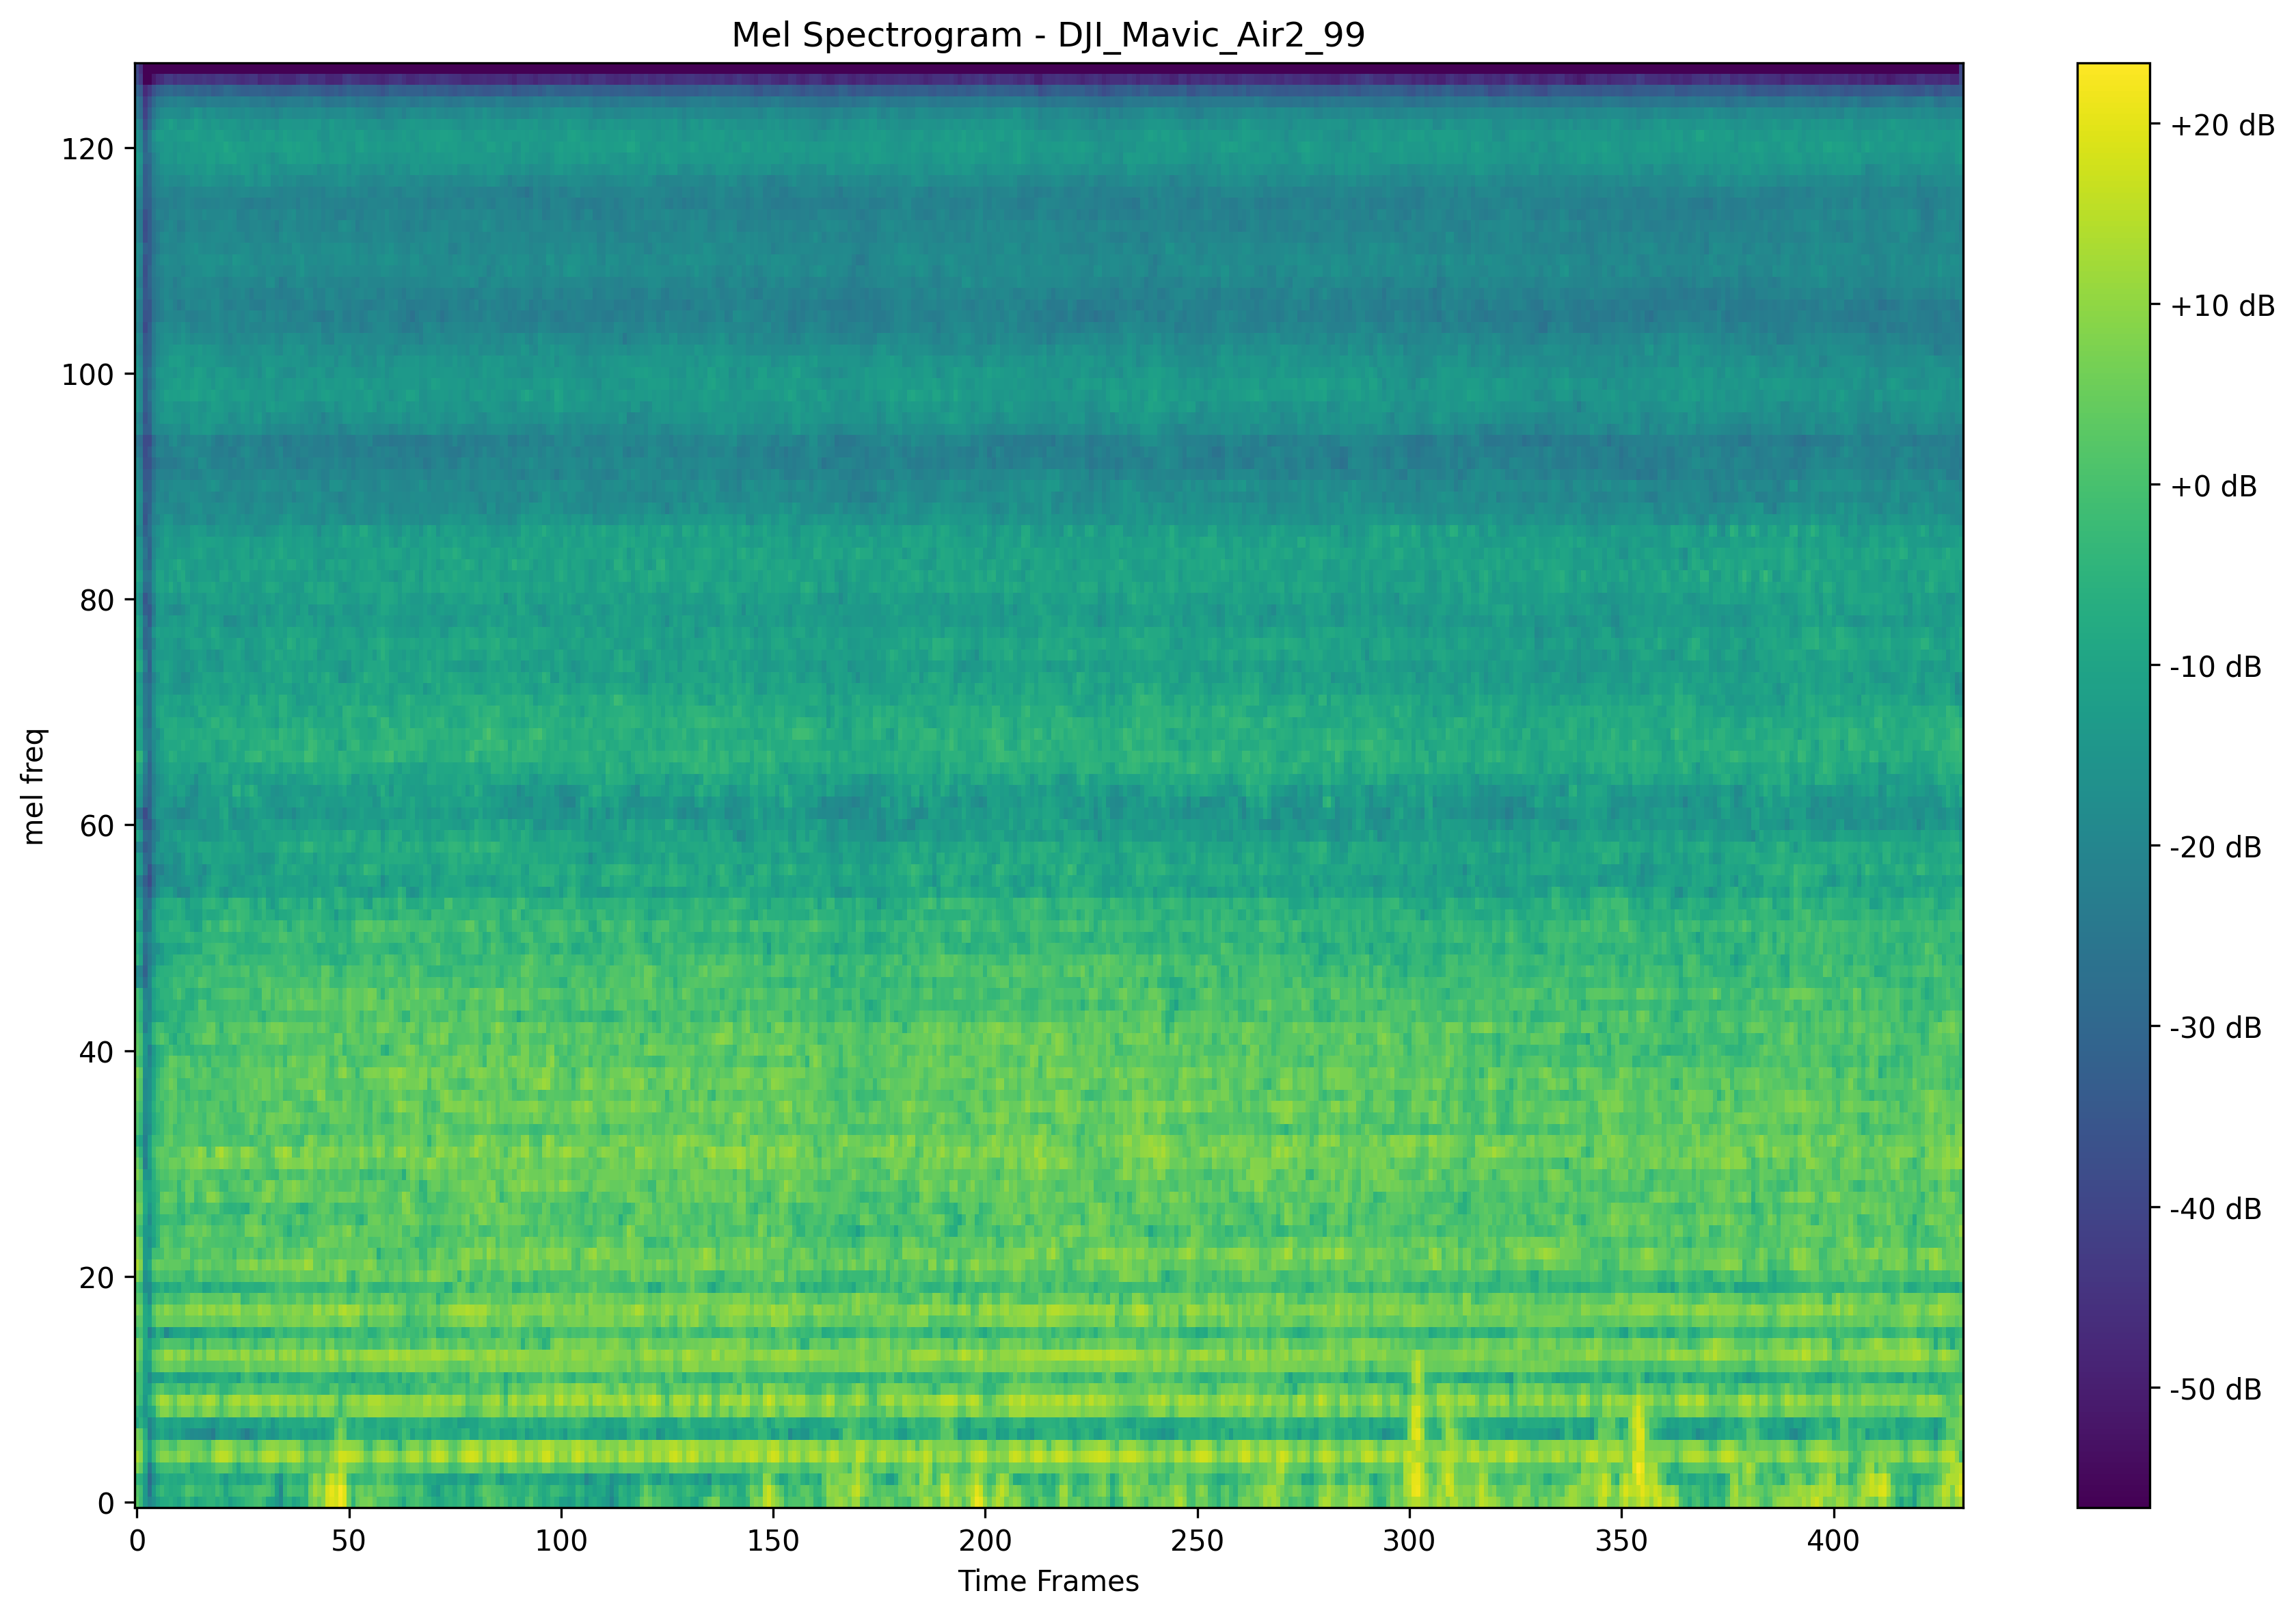 Mel Spectrogram - DJI_Mavic_Air2_99
mel freq
120
100
80
60
40
20
0
0 50 100 150 200 250 300 350 400
Time Frames
+20 dB
+10 dB
+0 dB
-10 dB
-20 dB
-30 dB
-40 dB
-50 dB